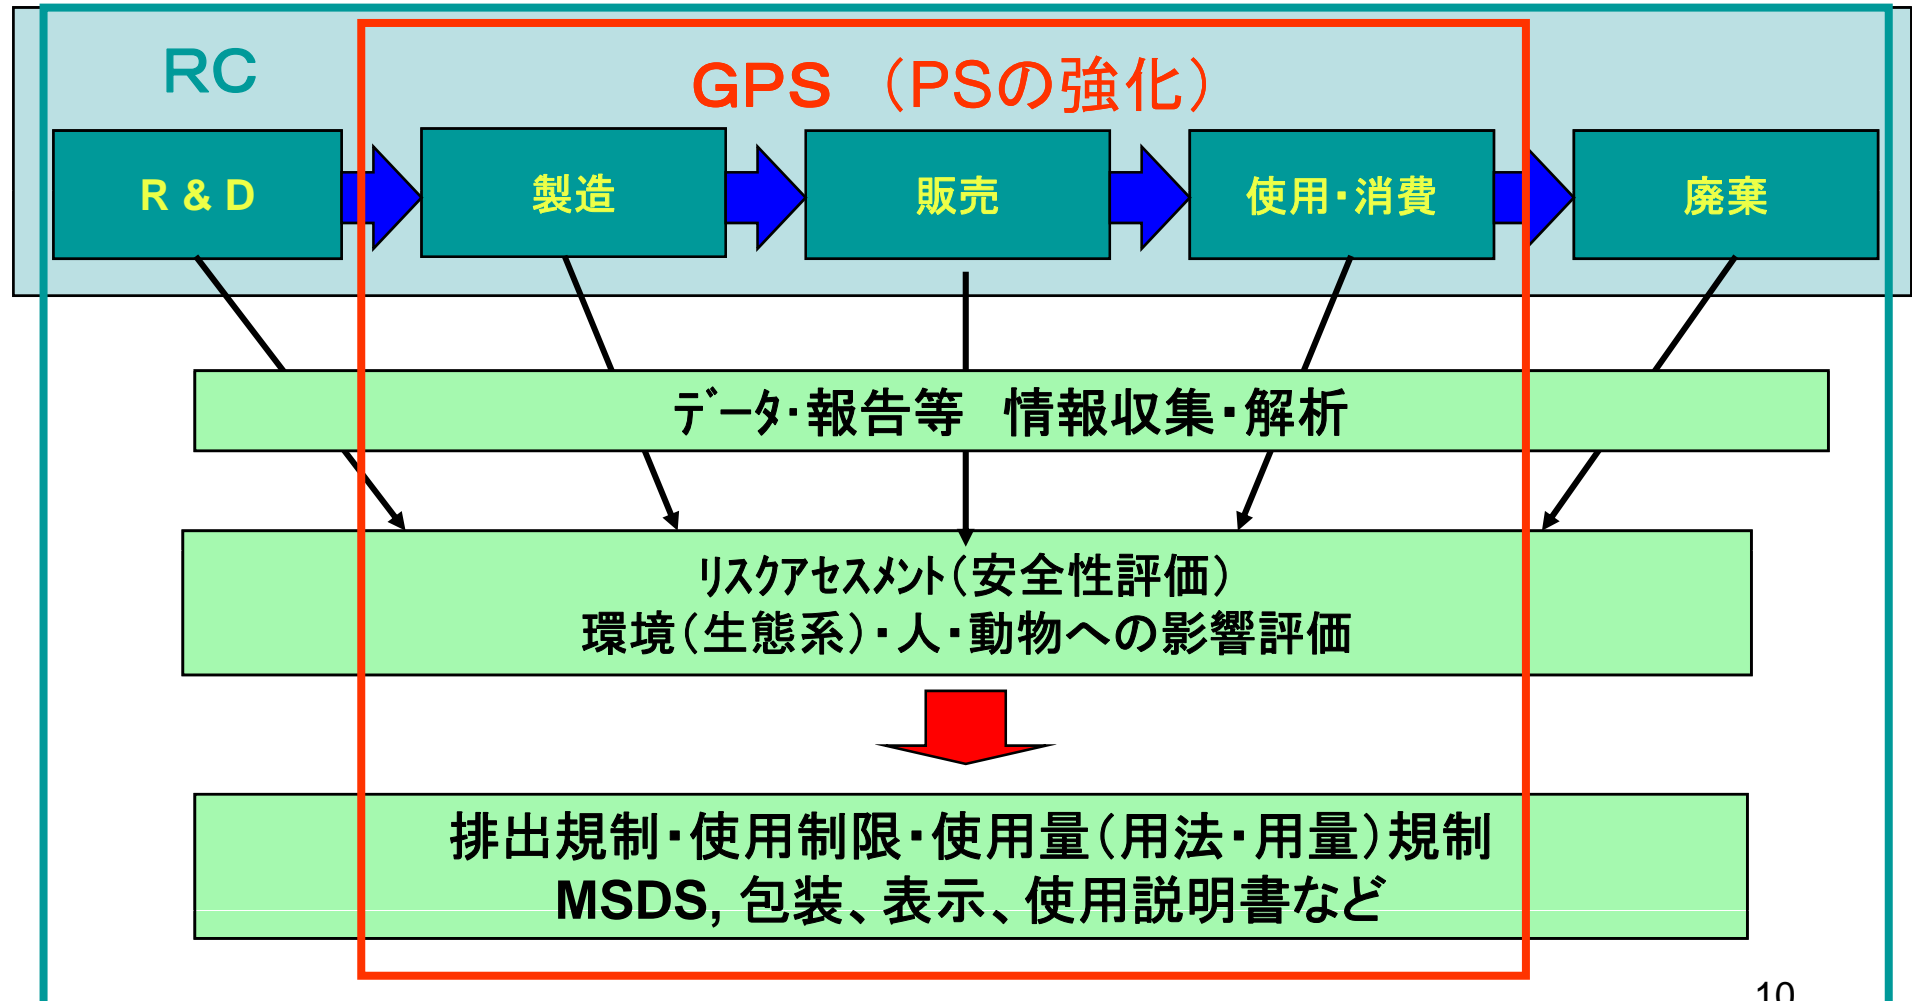 RC
GPS （PSの強化）
R & D
製造
販売
使用・消費
廃棄
ﾃﾞｰﾀ・報告等　情報収集・解析
ﾘｽｸｱｾｽﾒﾝﾄ（安全性評価）
環境（生態系）・人・動物への影響評価
排出規制・使用制限・使用量（用法・用量）規制
MSDS, 包装、表示、使用説明書など
10